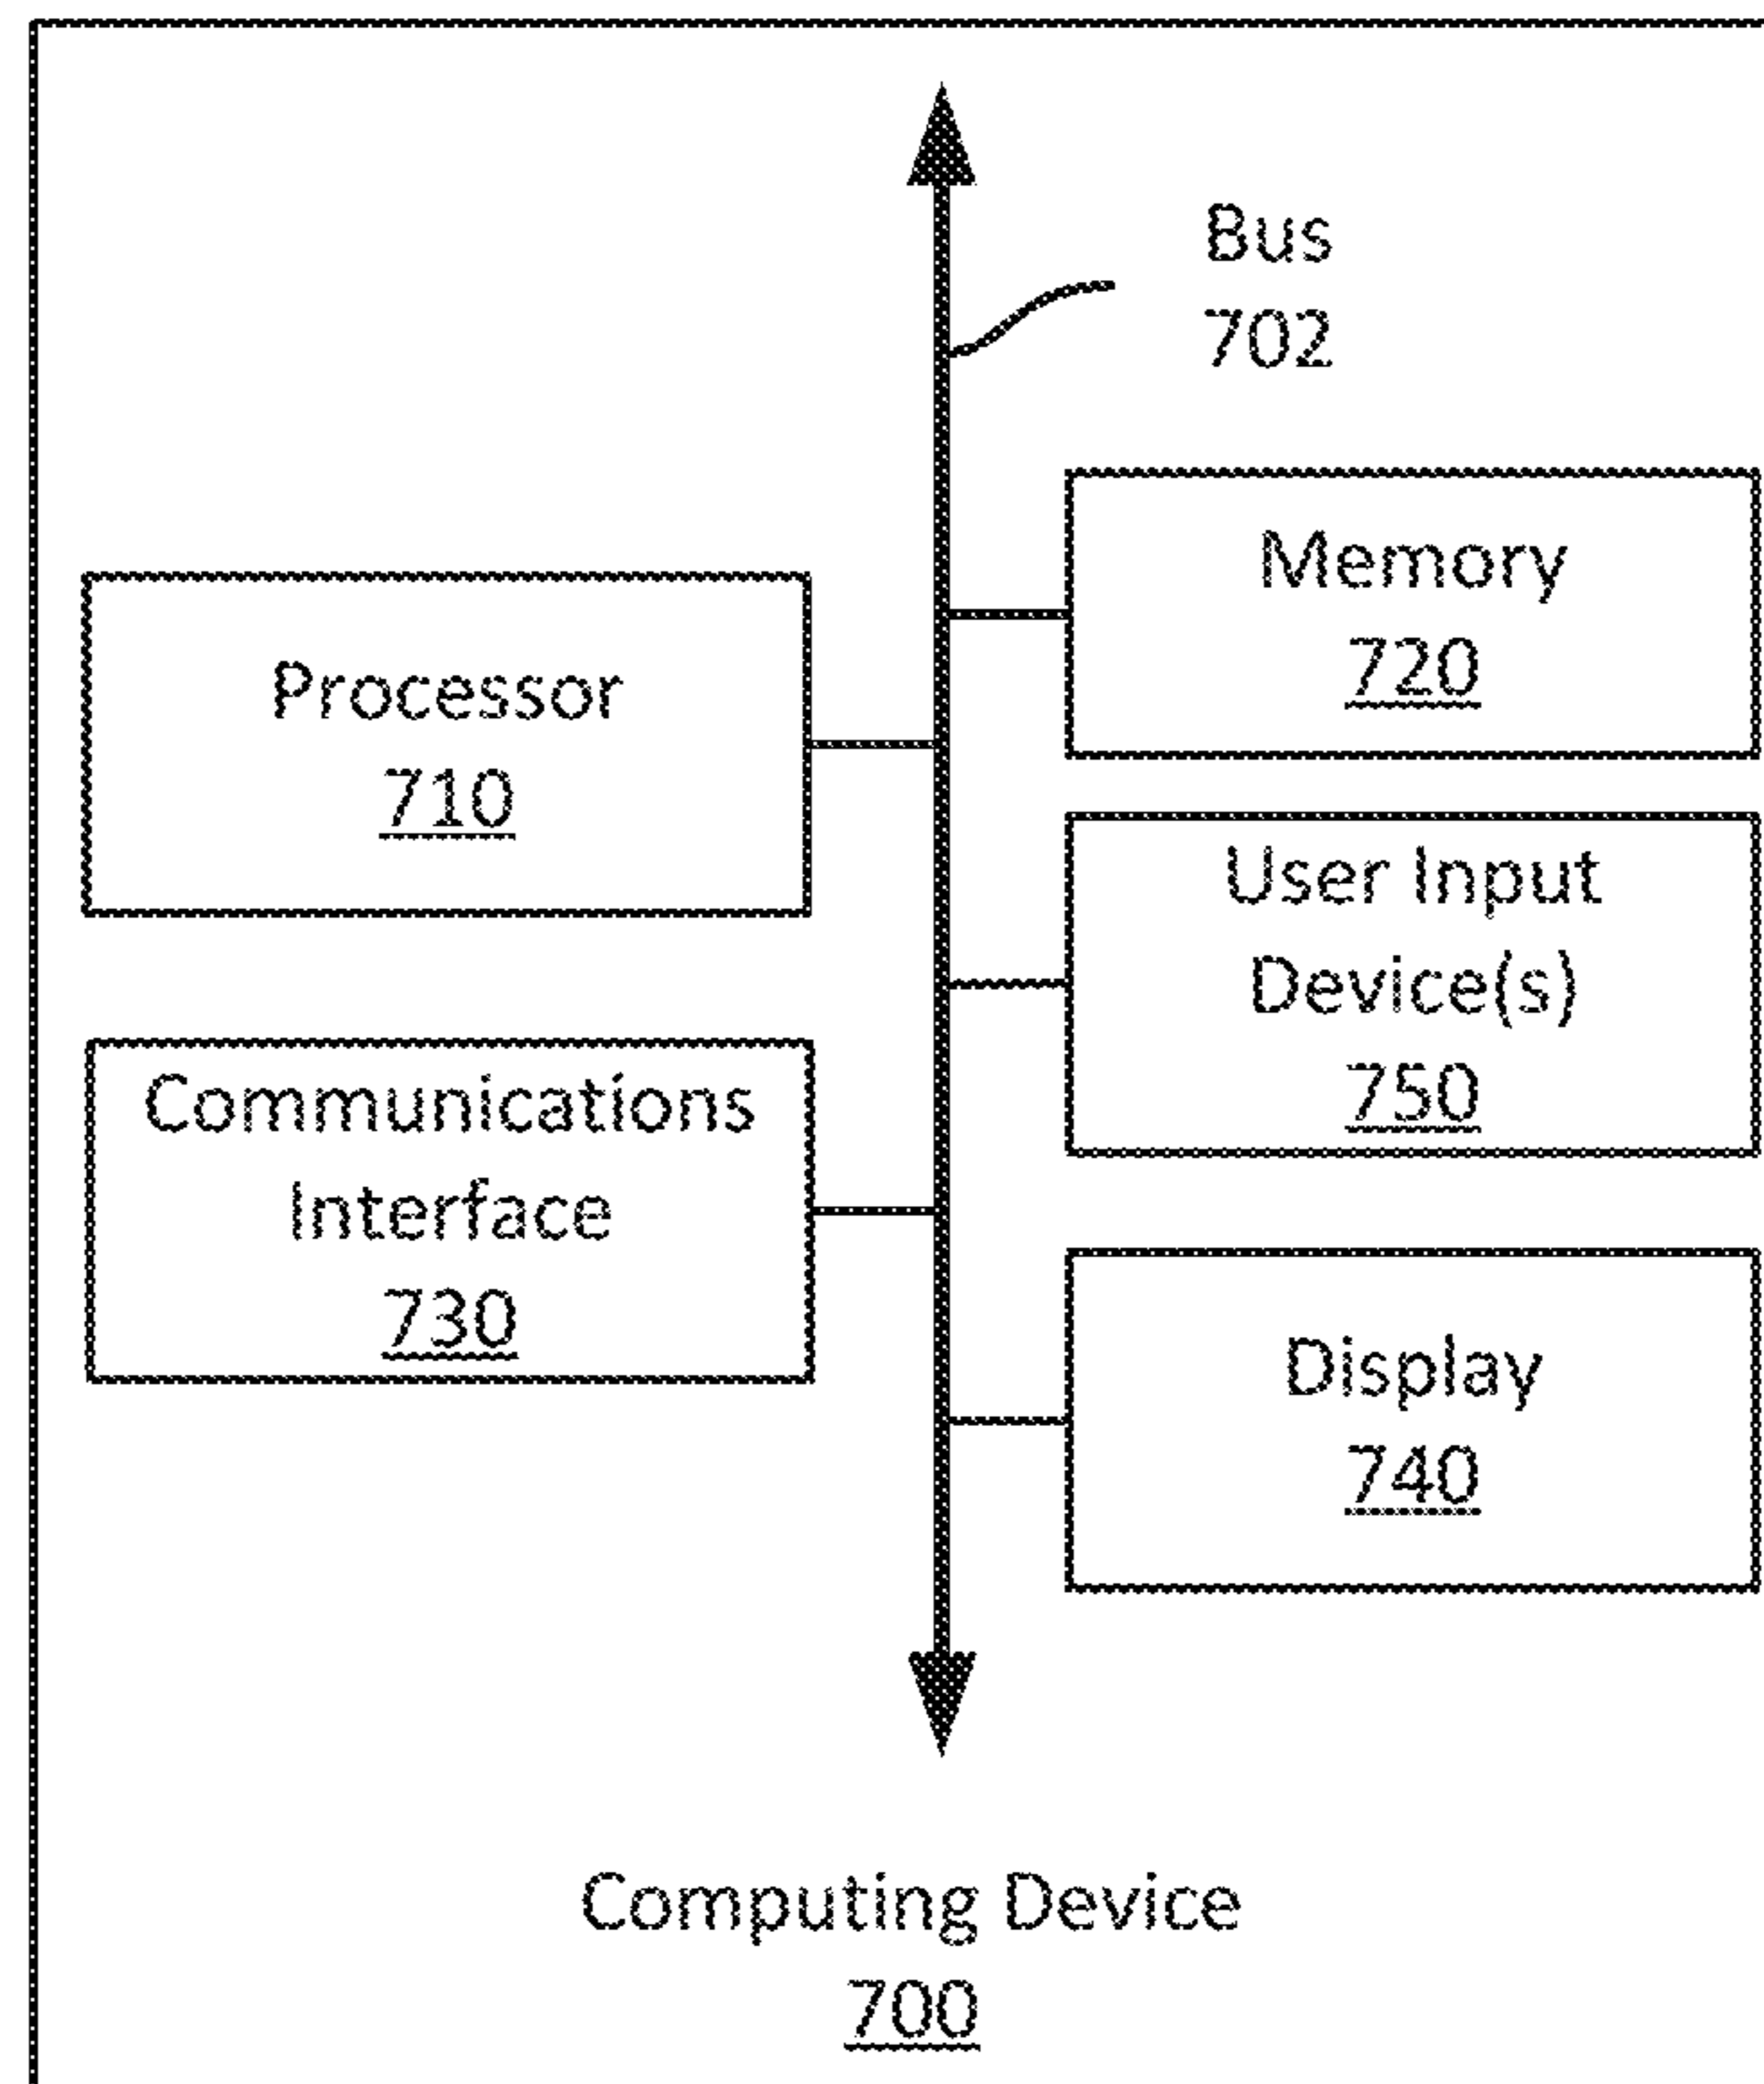 Bus
702
Memory
720
Processor
710
User Input
Device(s)
750
Communications
Interface
730
Display
740
Computing Device
700